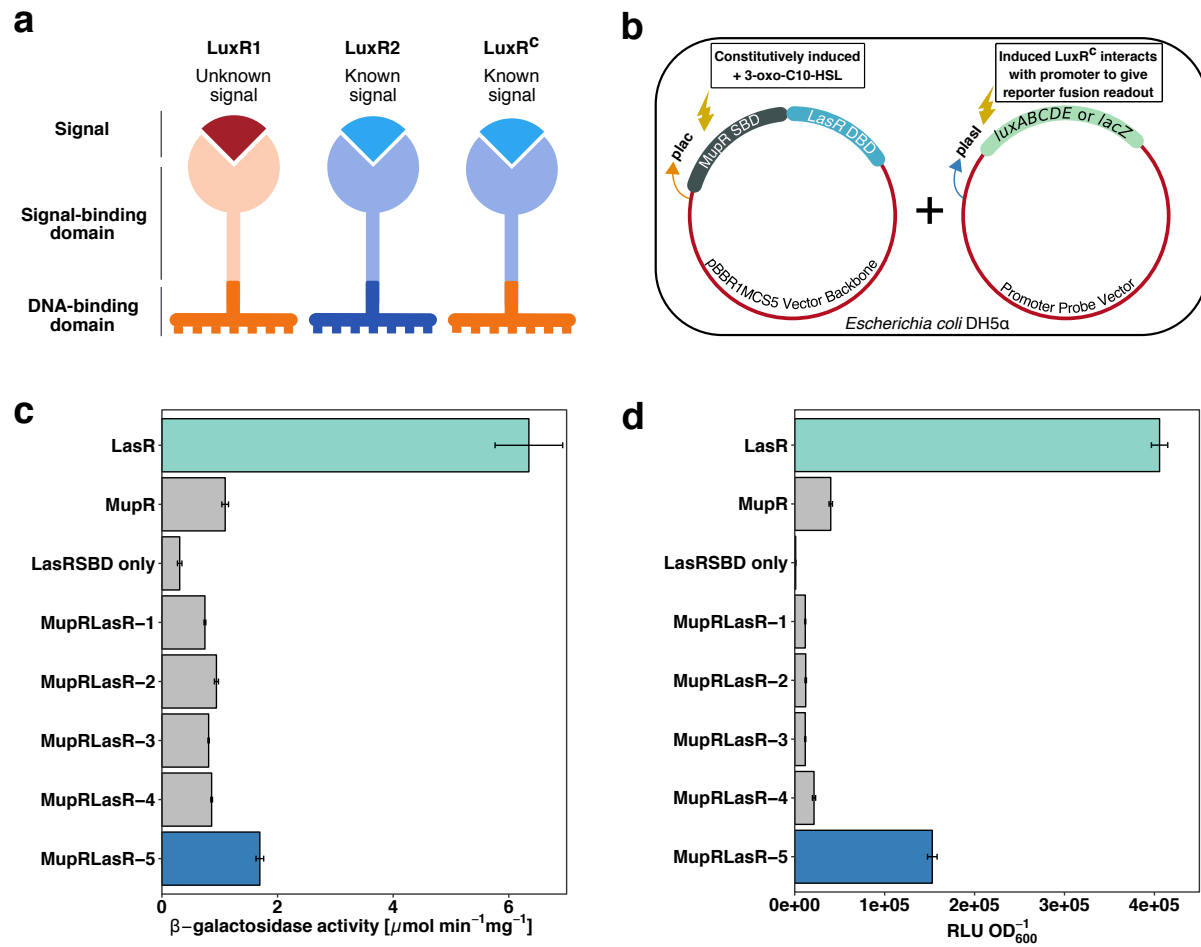 a
LuxR1
LuxR2
LuxRᶜ
Unknown
signal
Known
signal
Known
signal
Signal
Signal-binding
domain
DNA-binding
domain
b
Constitutively induced
+ 3-oxo-C10-HSL
Induced LuxRᶜ interacts
with promoter to give
reporter fusion readout
plac
MupR SBD
LasR DBD
pBBR1MCS5 Vector Backbone
+
plasI
luxABCDE or lacZ
Promoter Probe Vector
Escherichia coli DH5α
c
LasR
MupR
LasRSBD only
MupRLasR−1
MupRLasR−2
MupRLasR−3
MupRLasR−4
MupRLasR−5
0 2 4 6
β−galactosidase activity [μmol min⁻¹mg⁻¹]
d
LasR
MupR
LasRSBD only
MupRLasR−1
MupRLasR−2
MupRLasR−3
MupRLasR−4
MupRLasR−5
0e+00 1e+05 2e+05 3e+05 4e+05
RLU OD₆₀₀⁻¹